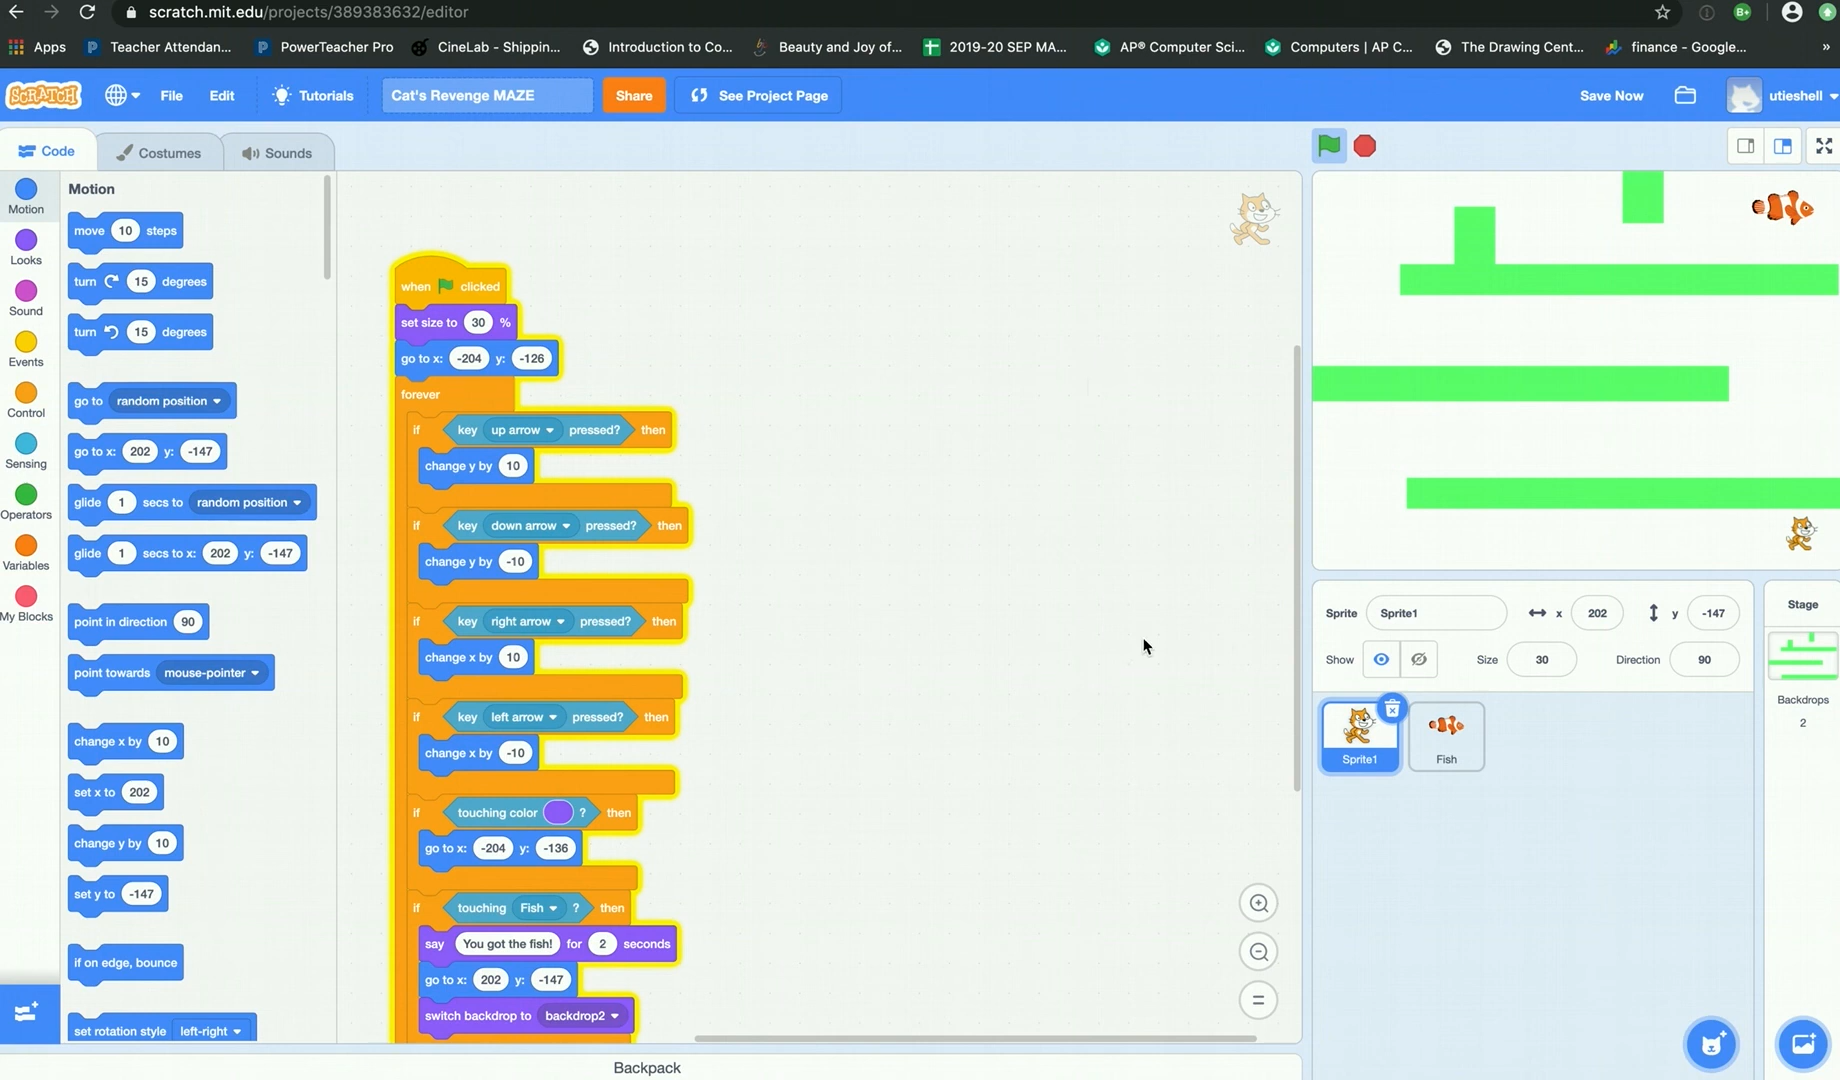 scratch.mit.edu/projects/389383632/editor
B+
Apps
P Teacher Attendan...
P PowerTeacher Pro
CineLab - Shippin...
Introduction to Co...
Beauty and Joy of...
2019-20 SEP MA...
AP® Computer Sci...
Computers | AP C...
The Drawing Cent...
finance - Google...
»
SCRATCH
File
Edit
Tutorials
Cat's Revenge MAZE
Share
See Project Page
Save Now
utieshell
Code
Costumes
Sounds
Motion
Looks
Sound
Events
Control
Sensing
Operators
Variables
My Blocks
Motion
move 10 steps
turn 15 degrees
turn 15 degrees
go to random position
go to x: 202 y: -147
glide 1 secs to random position
glide 1 secs to x: 202 y: -147
point in direction 90
point towards mouse-pointer
change x by 10
set x to 202
change y by 10
set y to -147
if on edge, bounce
set rotation style left-right
when clicked
set size to 30 %
go to x: -204 y: -126
forever
if key up arrow pressed? then
change y by 10
if key down arrow pressed? then
change y by -10
if key right arrow pressed? then
change x by 10
if key left arrow pressed? then
change x by -10
if touching color ? then
go to x: -204 y: -136
if touching Fish ? then
say You got the fish! for 2 seconds
go to x: 202 y: -147
switch backdrop to backdrop2
Backpack
Sprite Sprite1 x 202 y -147
Show Size 30 Direction 90
Sprite1
Fish
Stage
Backdrops
2